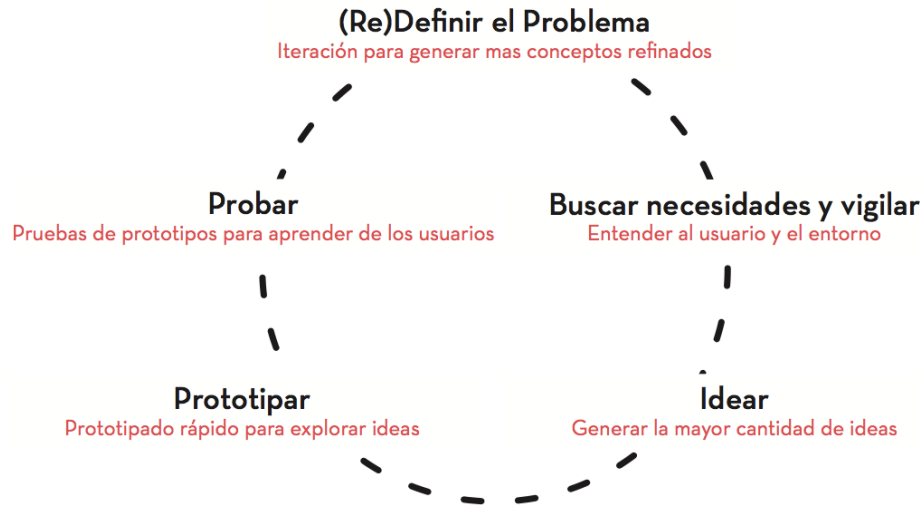 (Re)Definir el Problema
Iteración para generar mas conceptos refinados
Probar
Pruebas de prototipos para aprender de los usuarios
Buscar necesidades y vigilar
Entender al usuario y el entorno
Prototipar
Prototipado rápido para explorar ideas
Idear
Generar la mayor cantidad de ideas